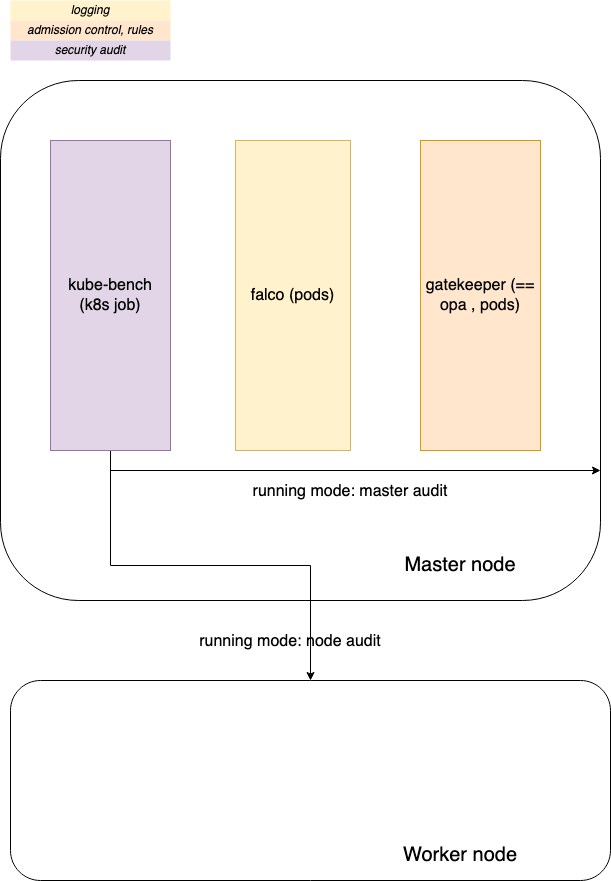 logging
admission control, rules
security audit
kube-bench
(k8s job)
falco (pods)
gatekeeper (==
opa , pods)
running mode: master audit
Master node
running mode: node audit
Worker node